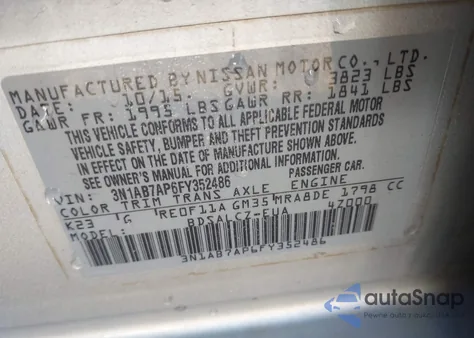 MANUFACTURED BY NISSAN MOTOR CO., LTD.
DATE: 10/15 GVWR: 3823 LBS
GAWR FR: 1995 LBS GAWR RR: 1841 LBS
THIS VEHICLE CONFORMS TO ALL APPLICABLE FEDERAL MOTOR
VEHICLE SAFETY, BUMPER AND THEFT PREVENTION STANDARDS
IN EFFECT ON THE DATE OF MANUFACTURE SHOWN ABOVE.
SEE OWNER'S MANUAL FOR ADDITIONAL INFORMATION
VIN: 3N1AB7AP6FY352486 PASSENGER CAR.
COLOR TRIM TRANS AXLE ENGINE
K23 G RE0F11A GM35 MRA8DE 1798 CC
MODEL: BDSALCZ-EUA 4Z000
3N1AB7AP6FY352486
autoSnap